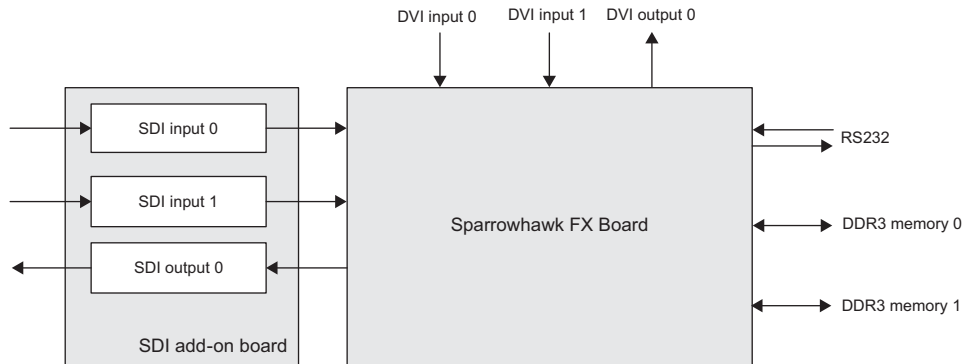 DVI input 0 DVI input 1 DVI output 0
SDI input 0
RS232
SDI input 1
Sparrowhawk FX Board
DDR3 memory 0
SDI output 0
DDR3 memory 1
SDI add-on board